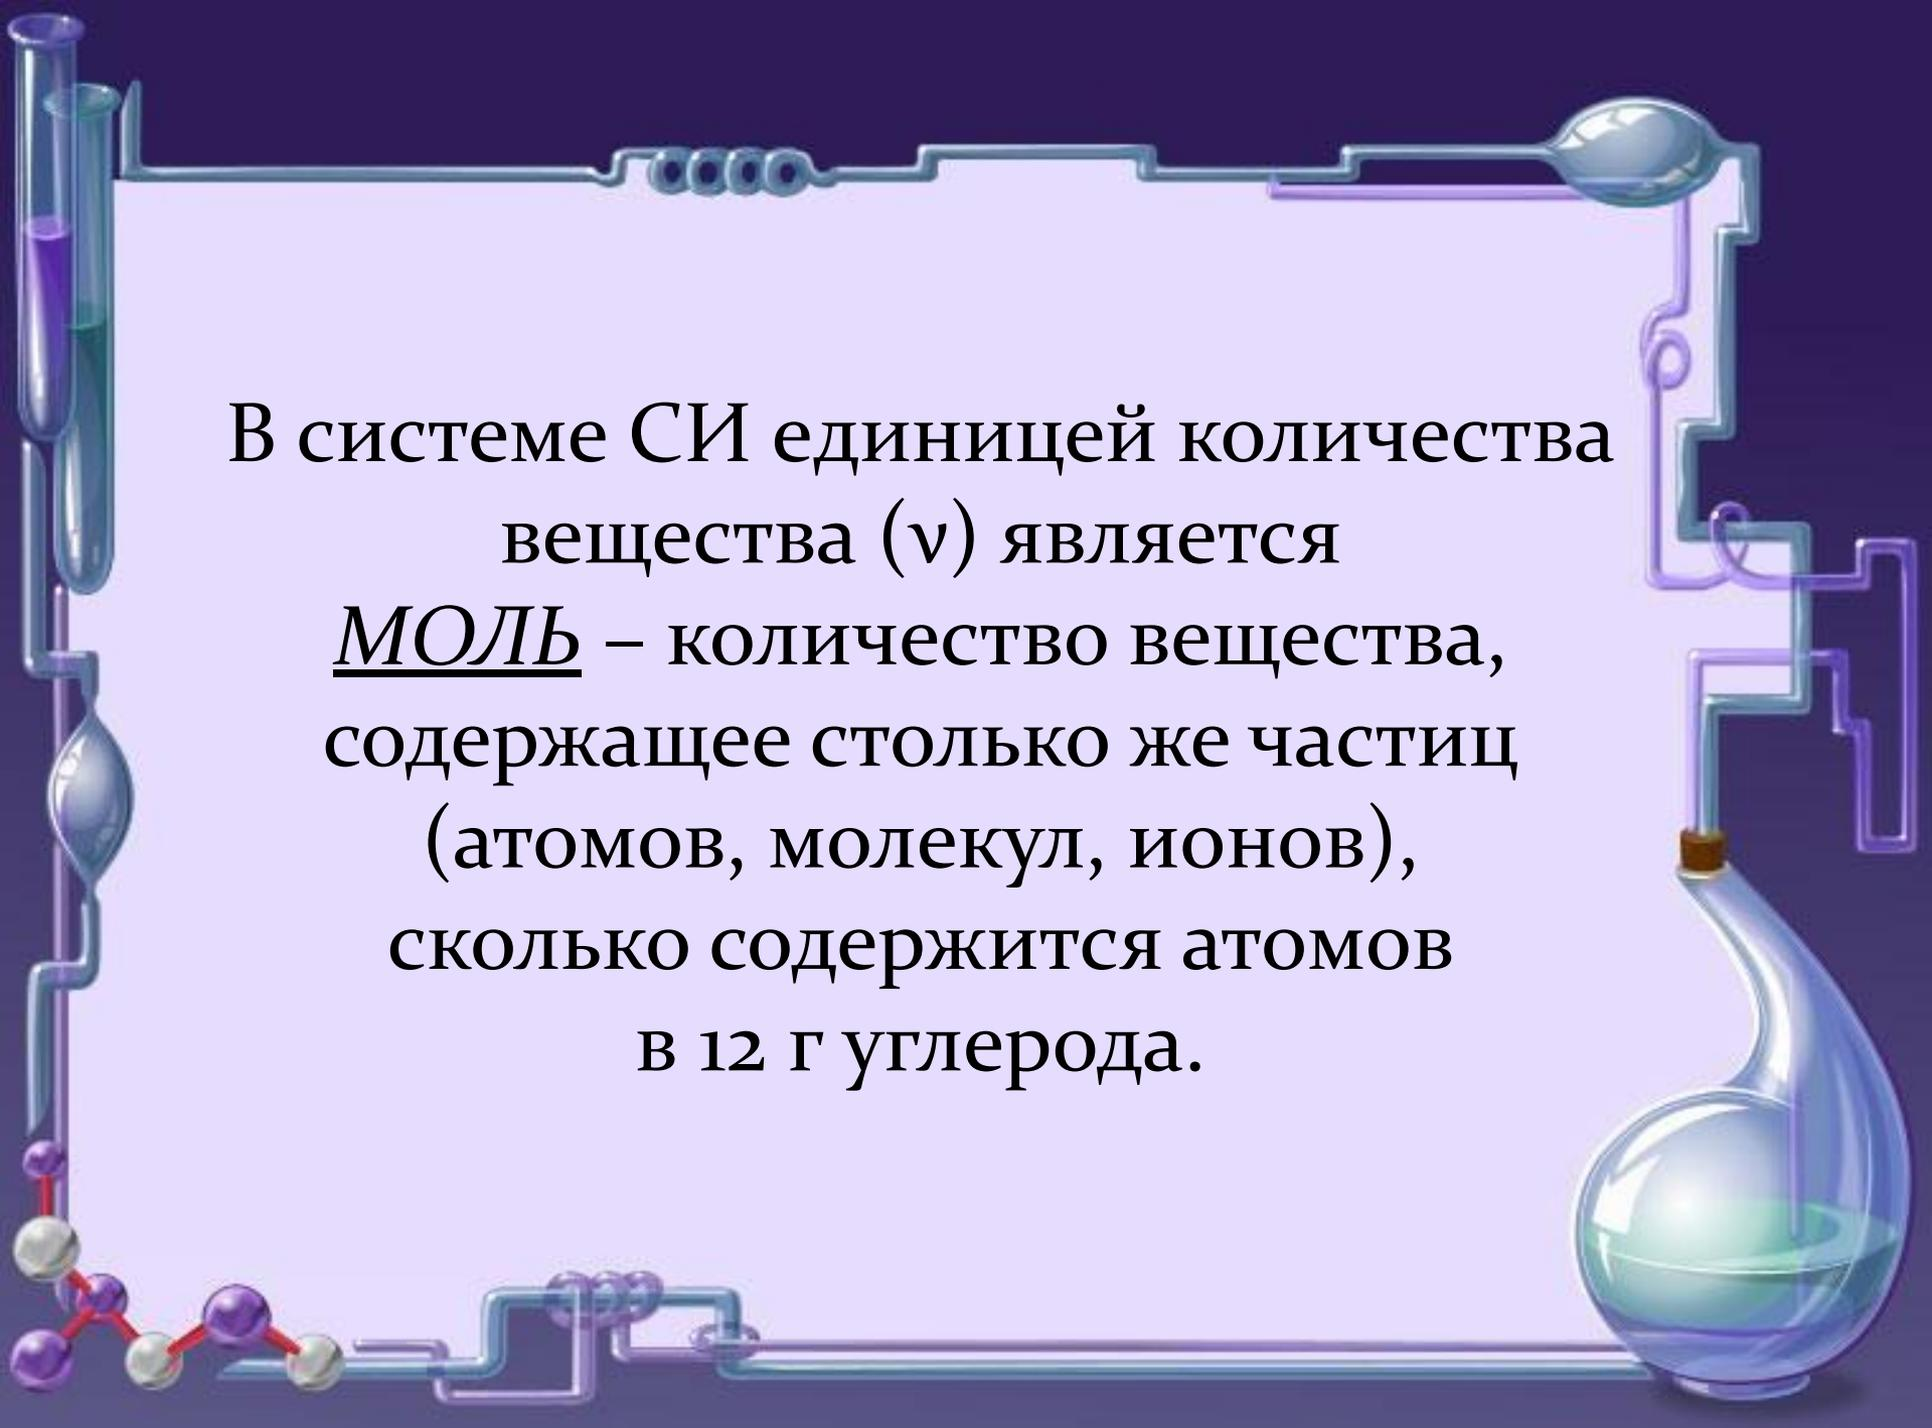 В системе СИ единицей количества
вещества (ν) является
МОЛЬ – количество вещества,
содержащее столько же частиц
(атомов, молекул, ионов),
сколько содержится атомов
в 12 г углерода.